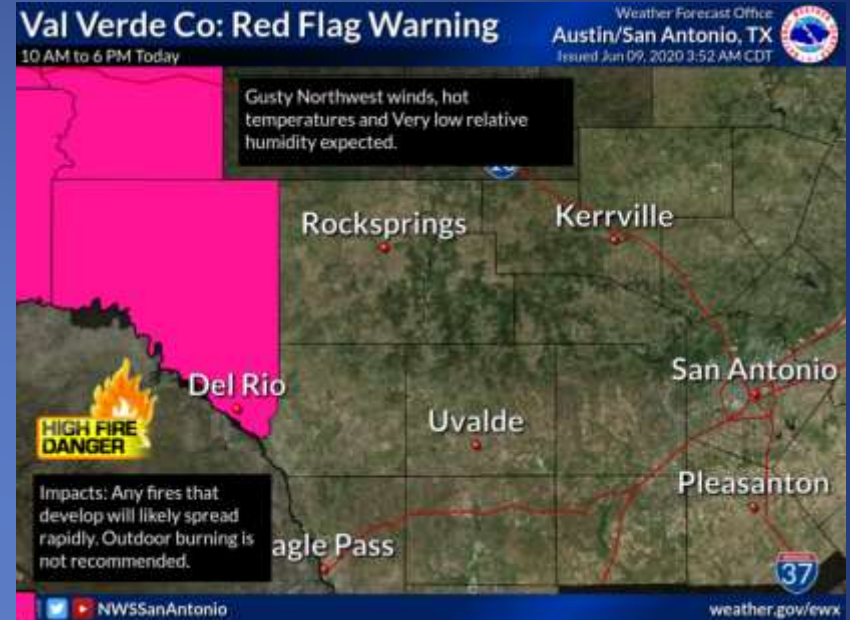 Val Verde Co: Red Flag Warning
10 AM to 6 PM Today
Weather Forecast Office
Austin/San Antonio, TX
Issued Jun 09, 2020 3:52 AM CDT
Gusty Northwest winds, hot
temperatures and Very low relative
humidity expected.
Rocksprings
Kerrville
Del Rio
San Antonio
Uvalde
HIGH FIRE
DANGER
Pleasanton
Impacts: Any fires that
develop will likely spread
rapidly. Outdoor burning is
not recommended.
agle Pass
37
NWSSanAntonio
weather.gov/ewx